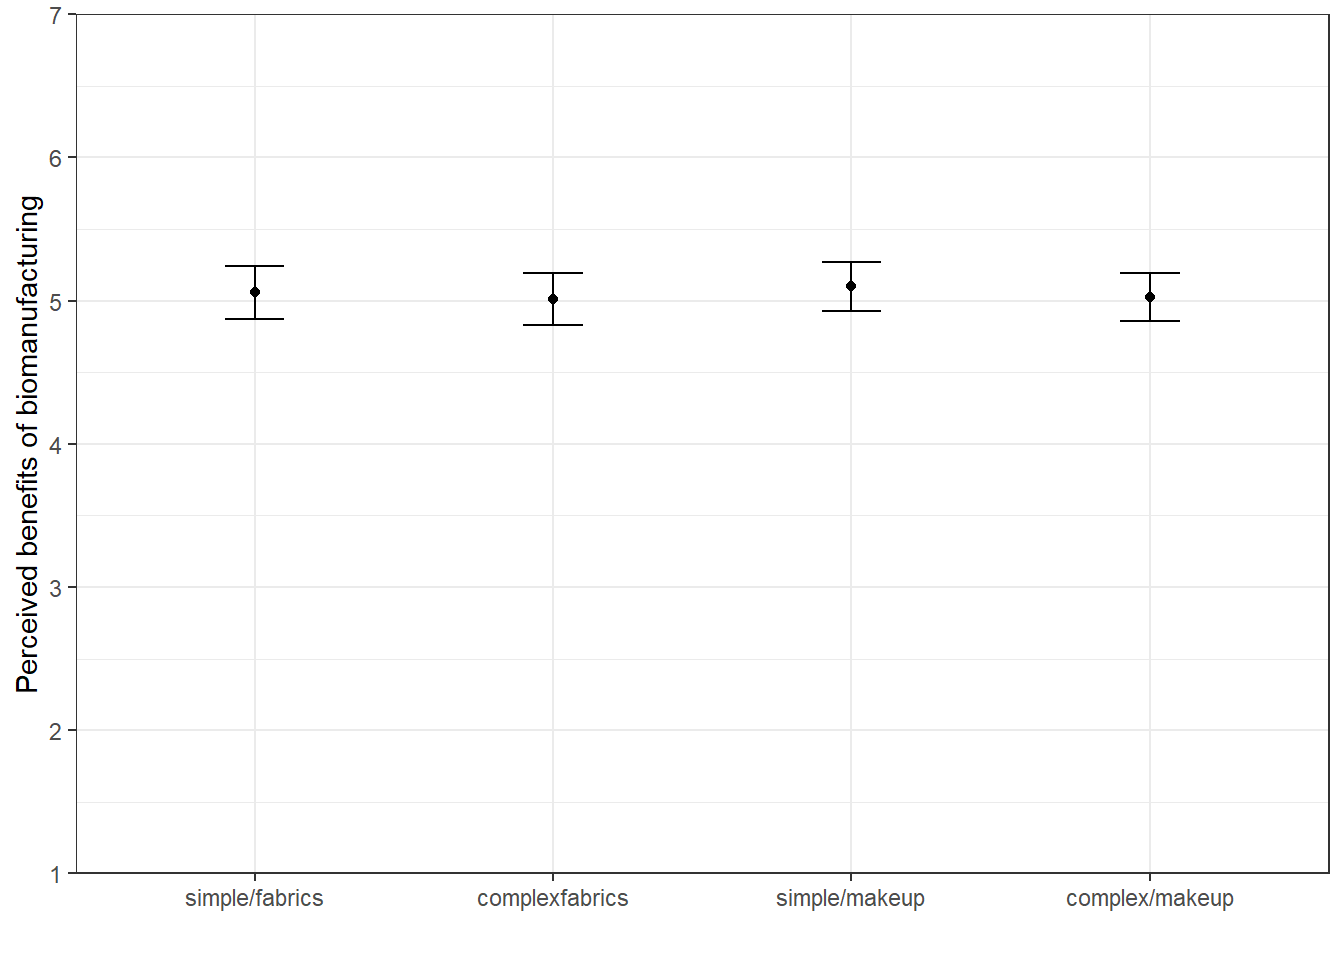 Perceived benefits of biomanufacturing
7
6
5
4
3
2
1
simple/fabrics
complexfabrics
simple/makeup
complex/makeup